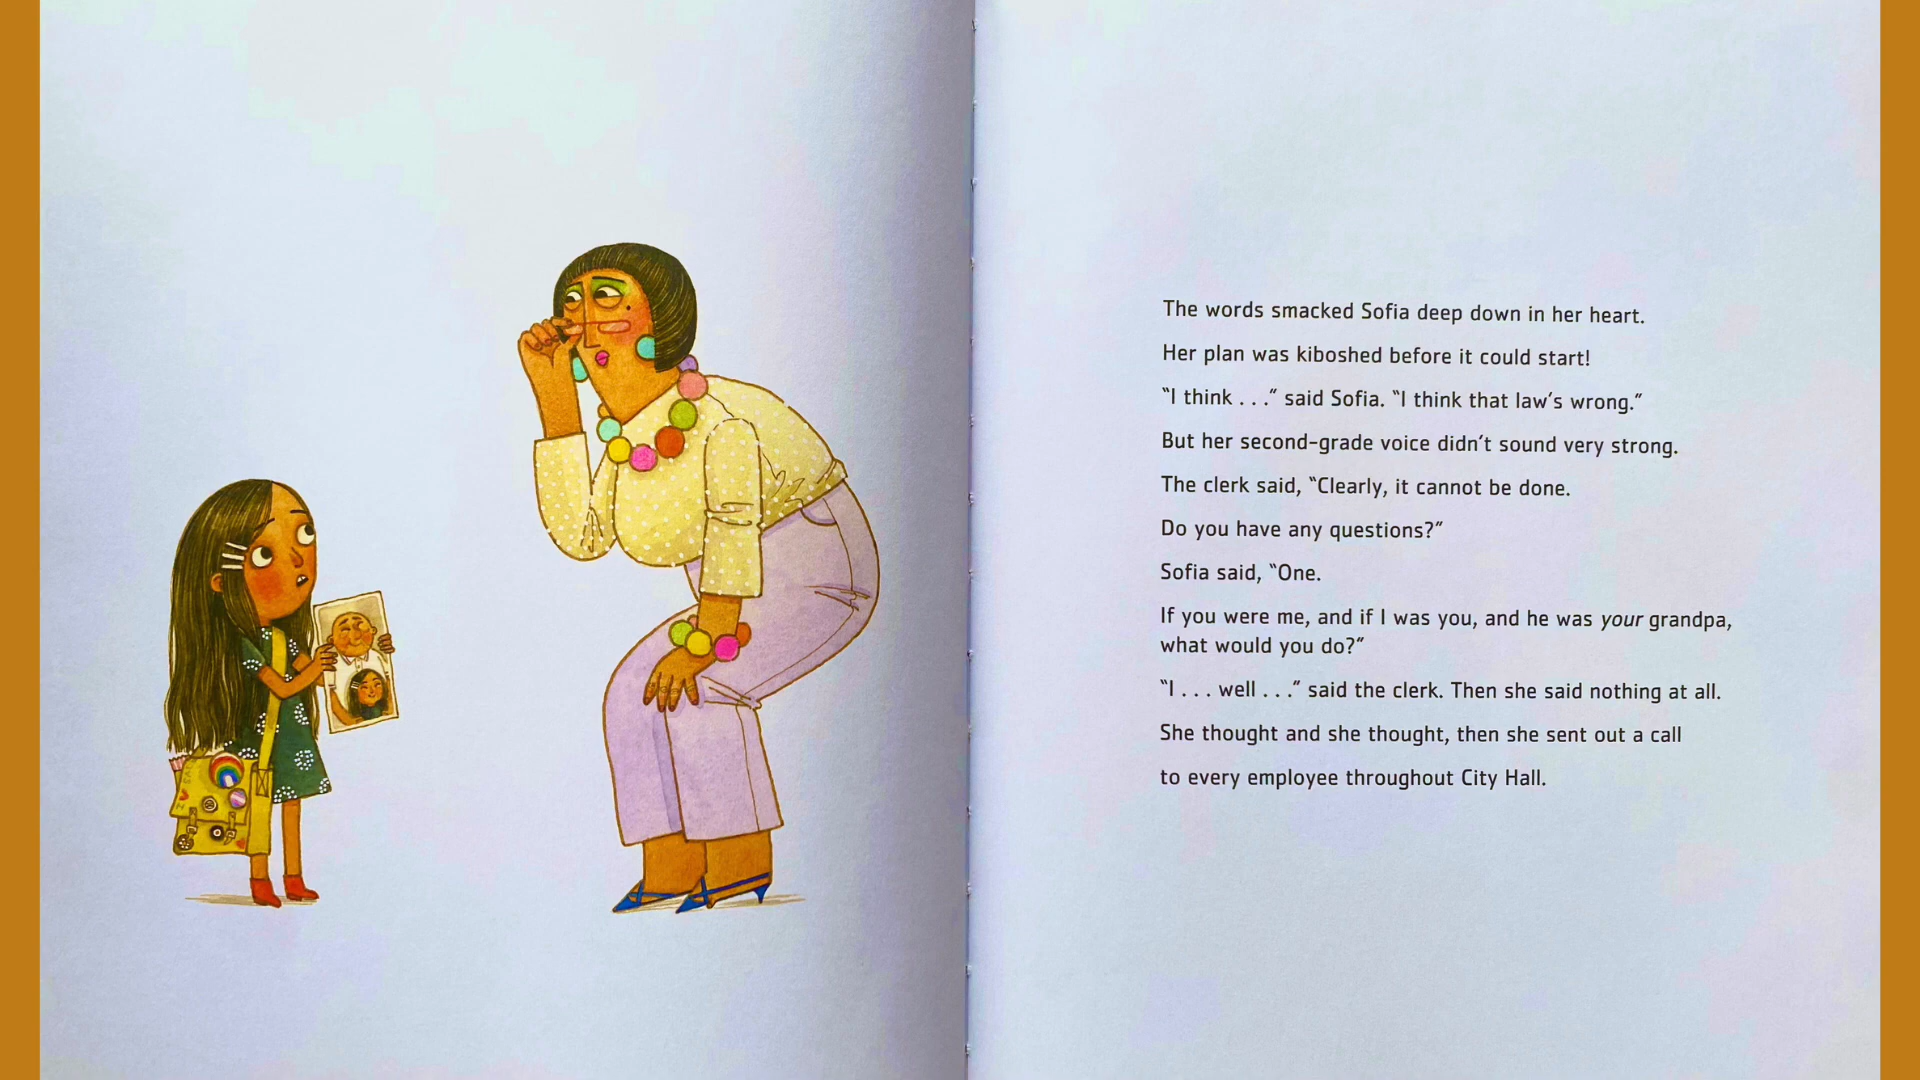 The words smacked Sofia deep down in her heart.
Her plan was kiboshed before it could start!
“I think . . .” said Sofia. “I think that law’s wrong.”
But her second-grade voice didn’t sound very strong.
The clerk said, “Clearly, it cannot be done.
Do you have any questions?”
Sofia said, “One.
If you were me, and if I was you, and he was your grandpa,
what would you do?”
“I . . . well . . .” said the clerk. Then she said nothing at all.
She thought and she thought, then she sent out a call
to every employee throughout City Hall.